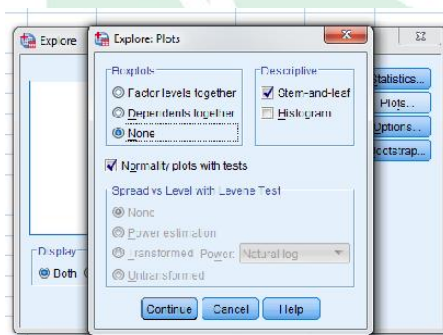 Explore
Explore: Plots
Boxplots
Factor levels together
Dependents together
None
Descriptive
Stem-and-leaf
Histogram
Normality plots with tests
Spread vs Level with Levene Test
None
Power estimation
Transformed Power: Natural log
Untransformed
Continue Cancel Help
Statistics...
Plots...
Options...
Display
Both